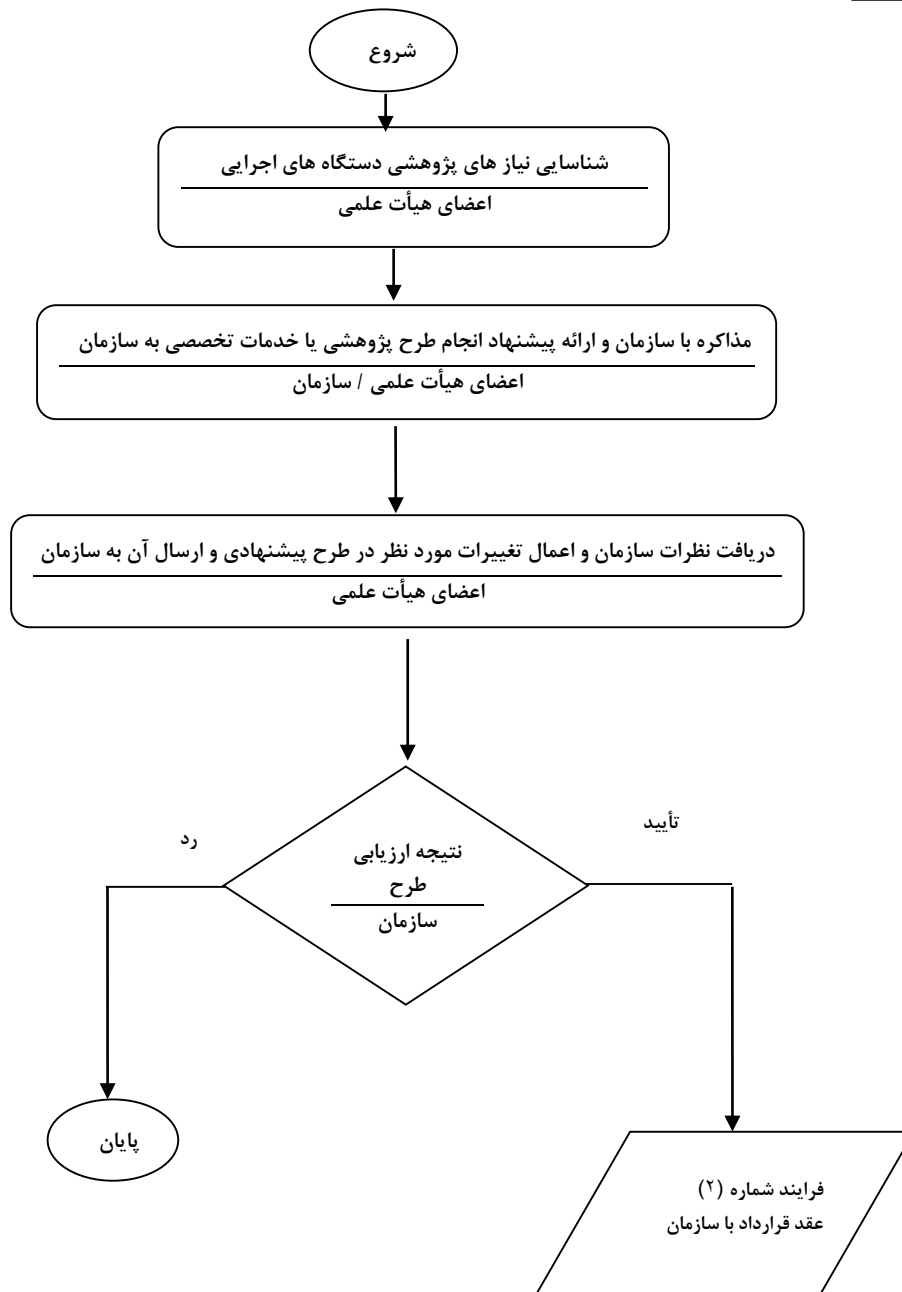 شروع
شناسایی نیاز های پژوهشی دستگاه های اجرایی
اعضای هیأت علمی
مذاکره با سازمان و ارائه پیشنهاد انجام طرح پژوهشی یا خدمات تخصصی به سازمان
اعضای هیأت علمی / سازمان
دریافت نظرات سازمان و اعمال تغییرات مورد نظر در طرح پیشنهادی و ارسال آن به سازمان
اعضای هیأت علمی
تأیید
رد
نتیجه ارزیابی
طرح
سازمان
پایان
فرایند شماره (۲)
عقد قرارداد با سازمان